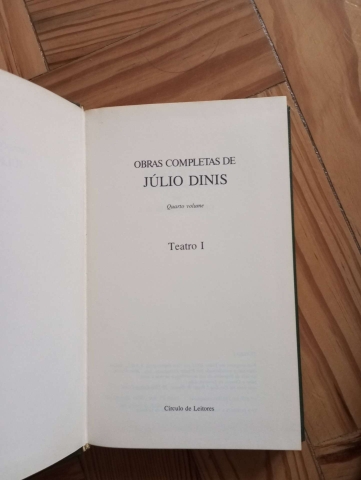 OBRAS COMPLETAS DE
JÚLIO DINIS
Quarto volume
Teatro I
Círculo de Leitores